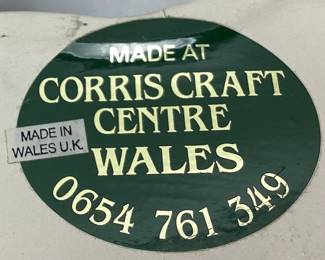 MADE AT
CORRIS CRAFT
CENTRE
WALES
0654 761 349
MADE IN
WALES U.K.